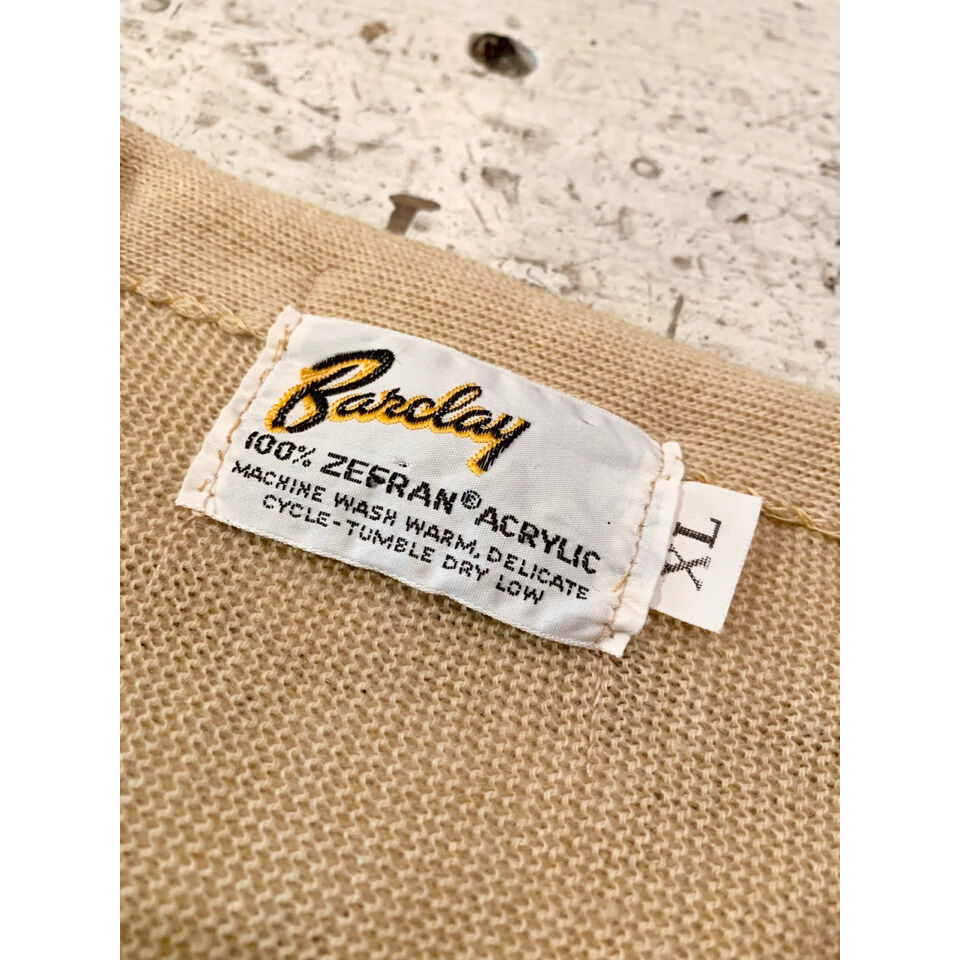 Barclay
100% ZEFRAN® ACRYLIC
MACHINE WASH WARM, DELICATE
CYCLE-TUMBLE DRY LOW
XL